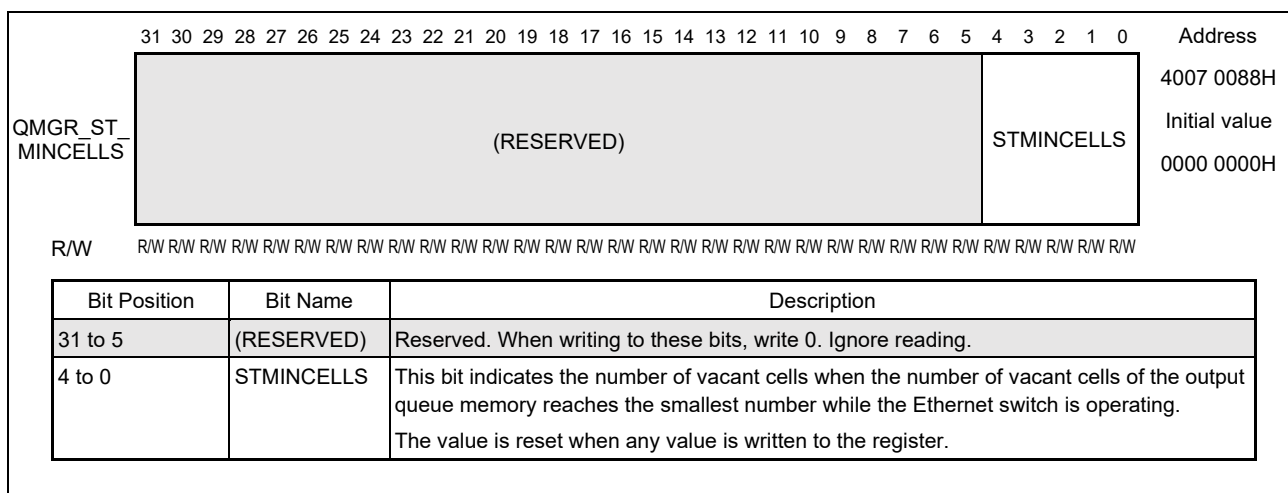 31 30 29 28 27 26 25 24 23 22 21 20 19 18 17 16 15 14 13 12 11 10 9 8 7 6 5 4 3 2 1 0 Address
4007 0088H
QMGR_ST_
MINCELLS
(RESERVED)
STMINCELLS
Initial value
0000 0000H
R/W R/W R/W R/W R/W R/W R/W R/W R/W R/W R/W R/W R/W R/W R/W R/W R/W R/W R/W R/W R/W R/W R/W R/W R/W R/W R/W R/W R/W R/W R/W R/W R/W
Bit Position Bit Name Description
31 to 5 (RESERVED) Reserved. When writing to these bits, write 0. Ignore reading.
4 to 0 STMINCELLS This bit indicates the number of vacant cells when the number of vacant cells of the output
queue memory reaches the smallest number while the Ethernet switch is operating.
The value is reset when any value is written to the register.